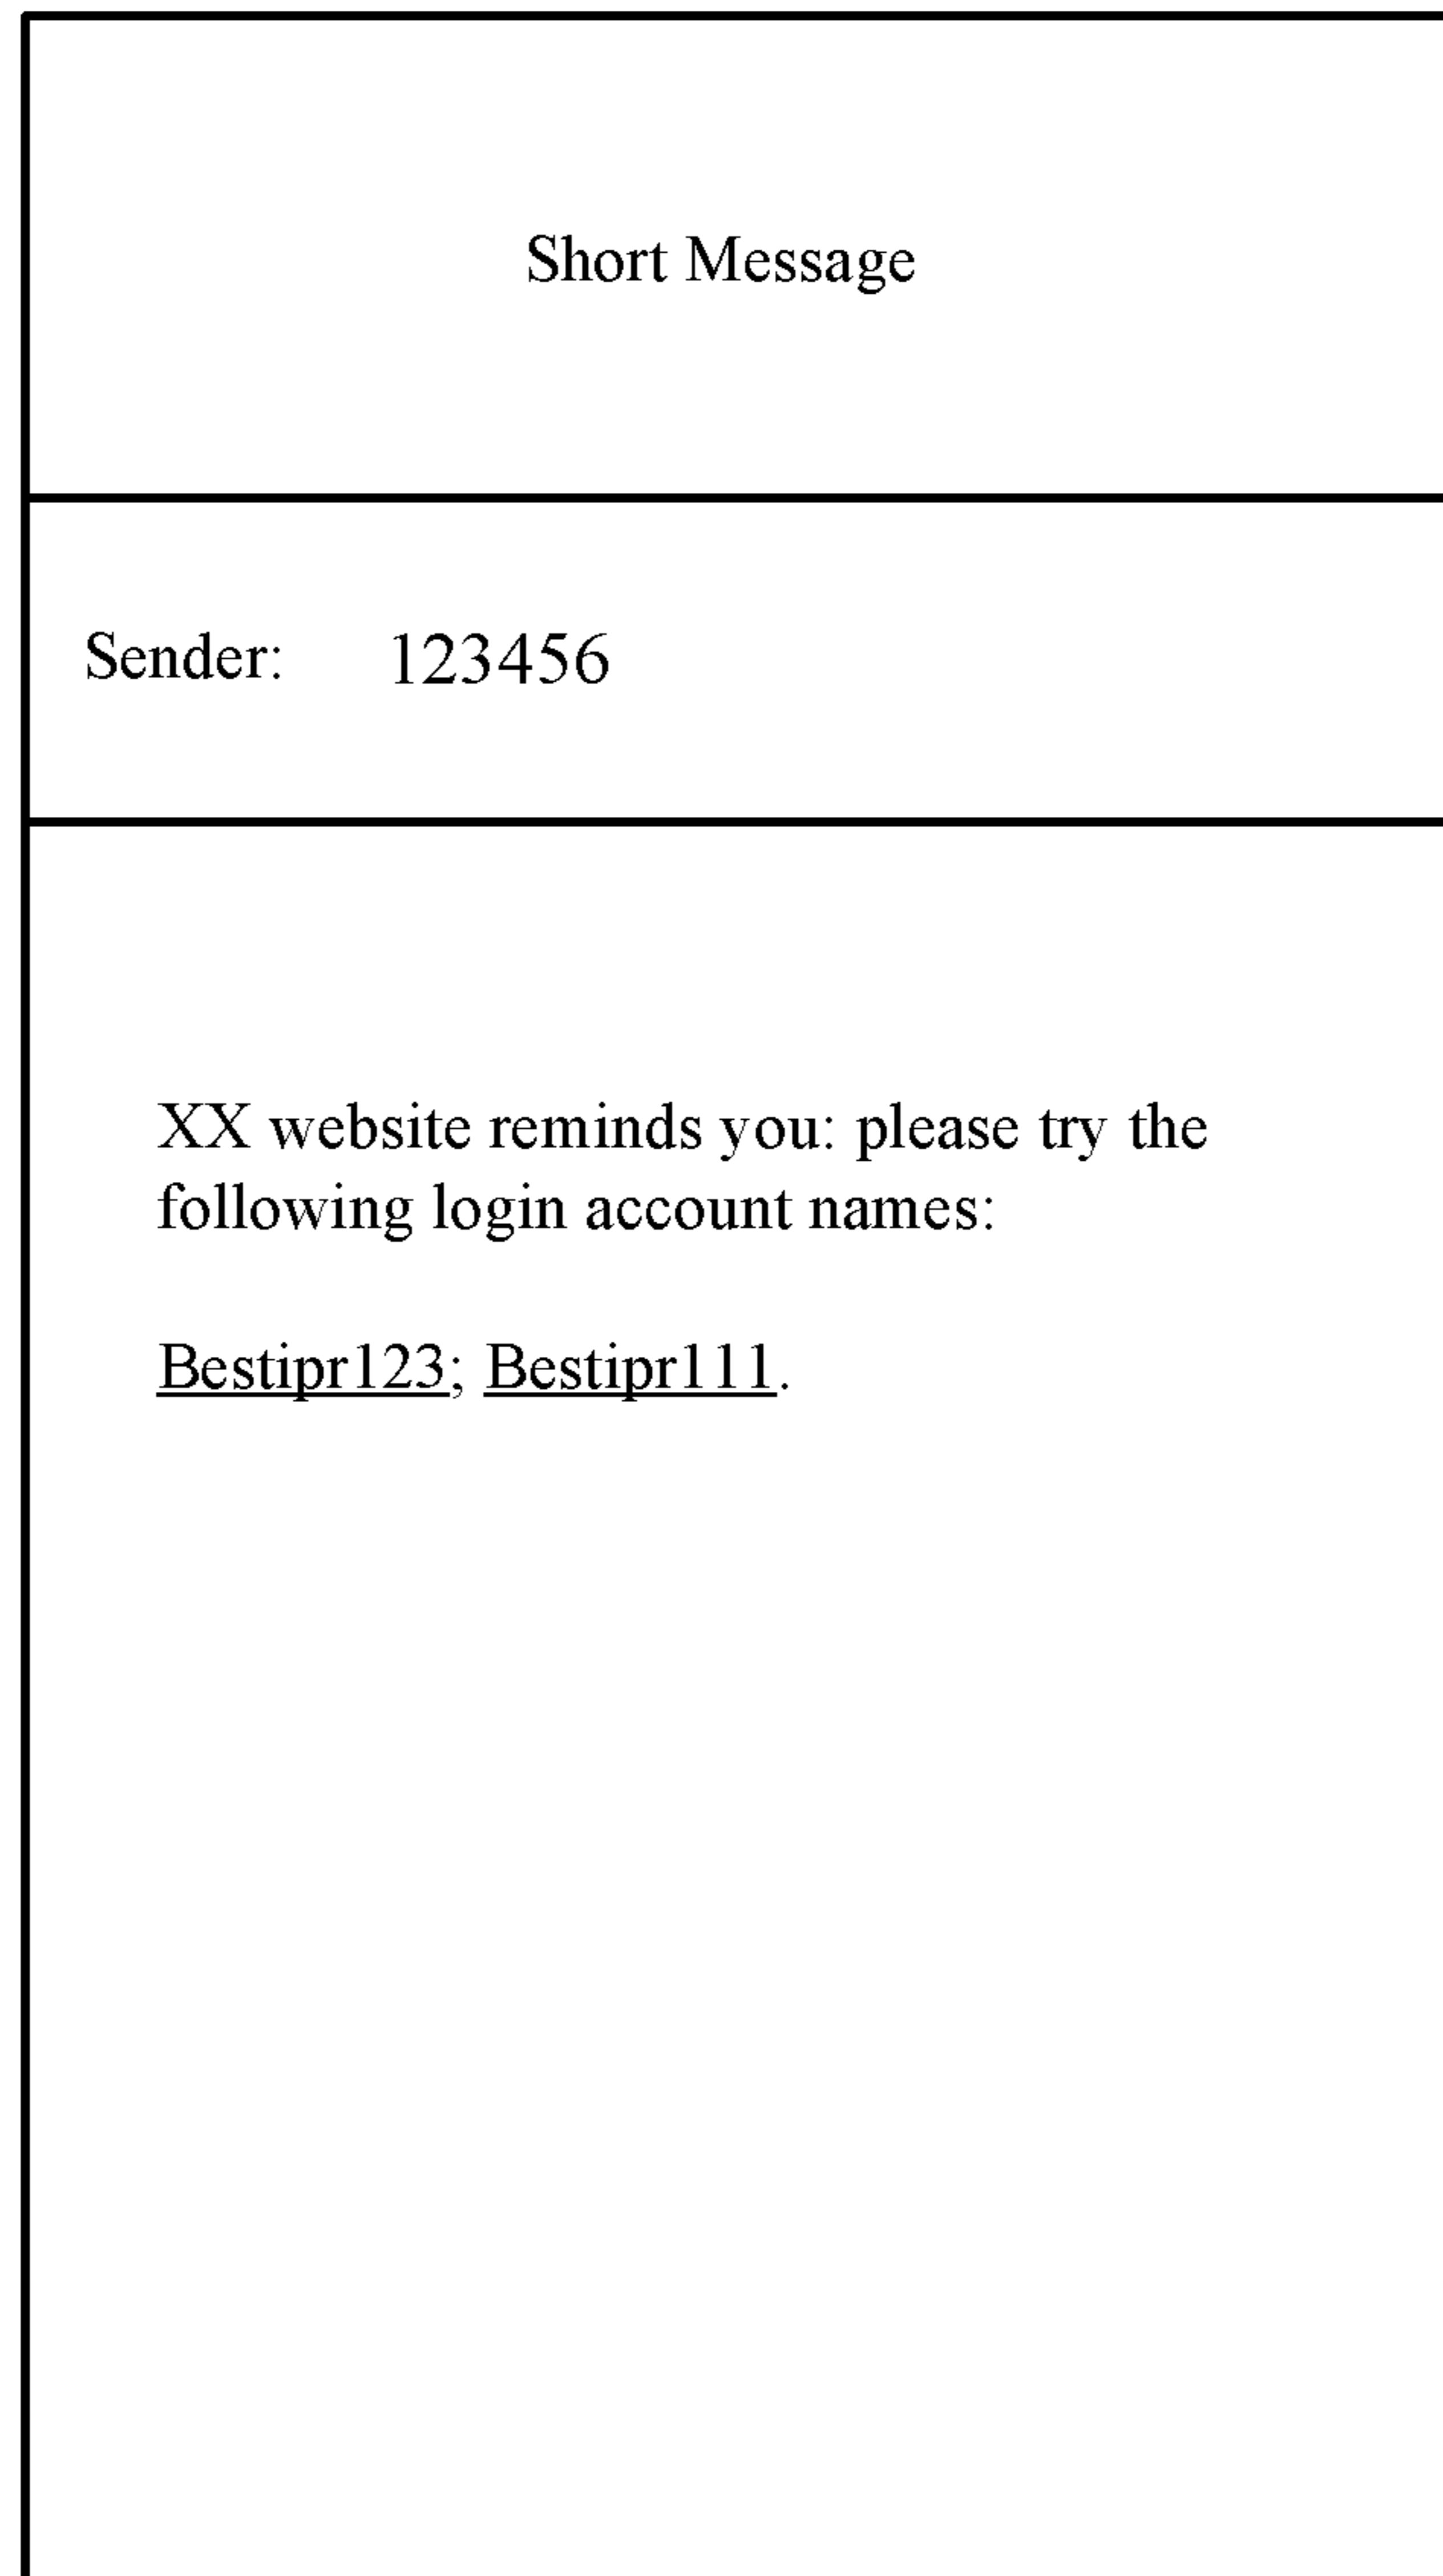 Short Message
Sender: 123456
XX website reminds you: please try the
following login account names:
Bestipr123; Bestipr111.